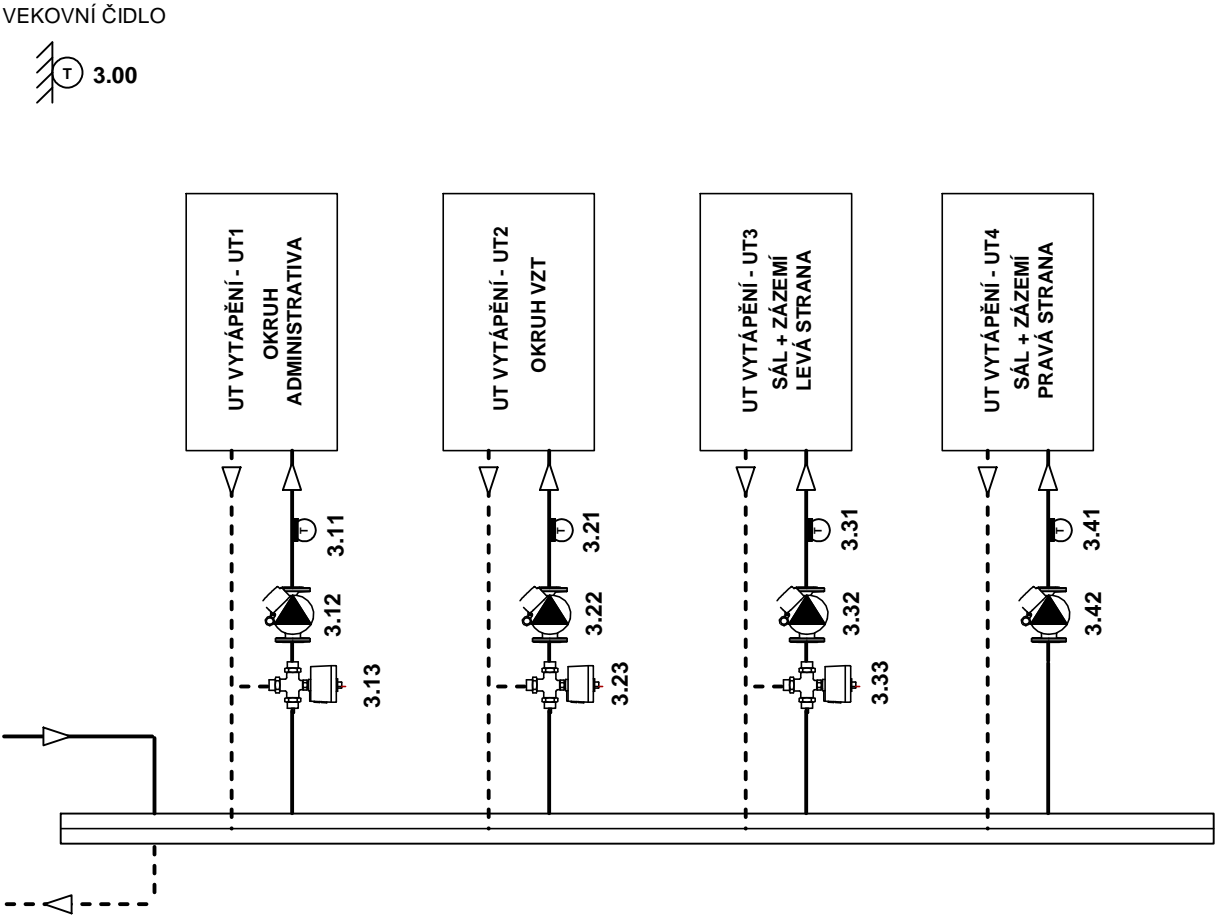 VEKOVNÍ ČIDLO
T
3.00
UT VYTÁPĚNÍ - UT1
OKRUH
ADMINISTRATIVA
UT VYTÁPĚNÍ - UT2
OKRUH VZT
UT VYTÁPĚNÍ - UT3
SÁL + ZÁZEMÍ
LEVÁ STRANA
UT VYTÁPĚNÍ - UT4
SÁL + ZÁZEMÍ
PRAVÁ STRANA
T
3.11
T
3.21
T
3.31
T
3.41
3.12
3.22
3.32
3.42
3.13
3.23
3.33